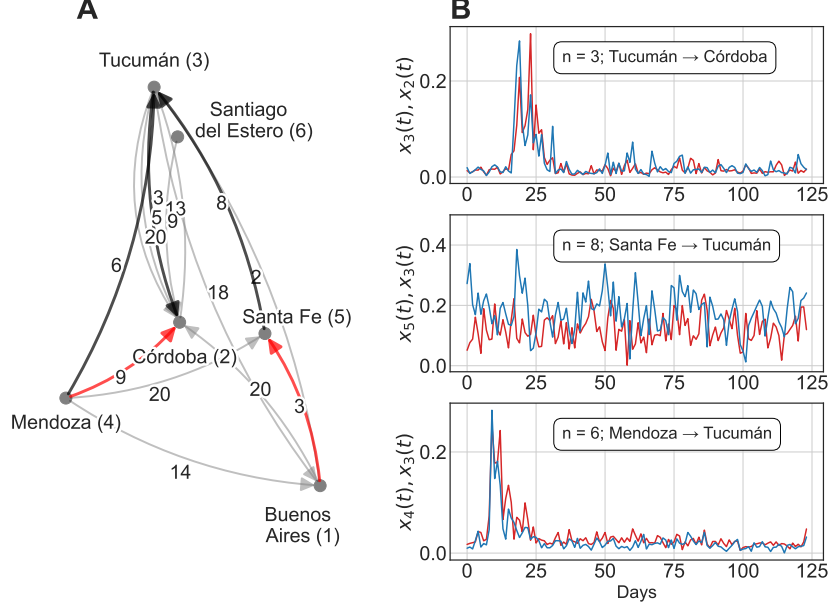 A
Tucumán (3)
Santiago
del Estero (6)
3
13
5
9
20
8
6
2
18
Santa Fe (5)
Córdoba (2)
9
20
20
3
Mendoza (4)
14
Buenos
Aires (1)
B
n = 3; Tucumán → Córdoba
x₃(t), x₂(t)
0.2
0.0
0 25 50 75 100 125
n = 8; Santa Fe → Tucumán
x₅(t), x₃(t)
0.4
0.2
0.0
0 25 50 75 100 125
n = 6; Mendoza → Tucumán
x₄(t), x₃(t)
0.2
0.0
0 25 50 75 100 125
Days